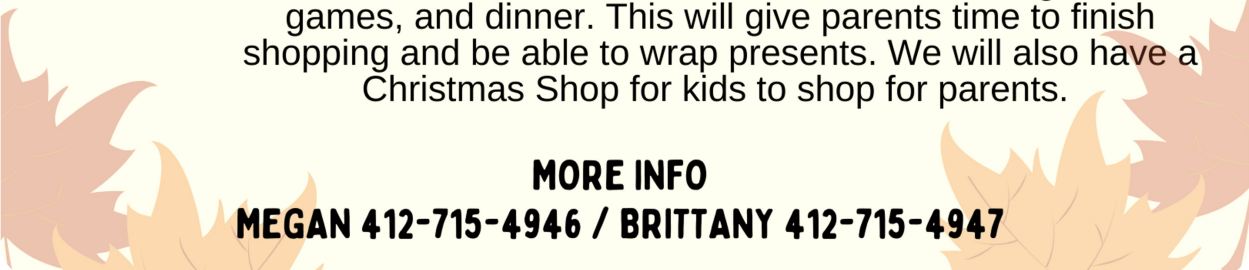 games, and dinner. This will give parents time to finish
shopping and be able to wrap presents. We will also have a
Christmas Shop for kids to shop for parents.
MORE INFO
MEGAN 412-715-4946 / BRITTANY 412-715-4947